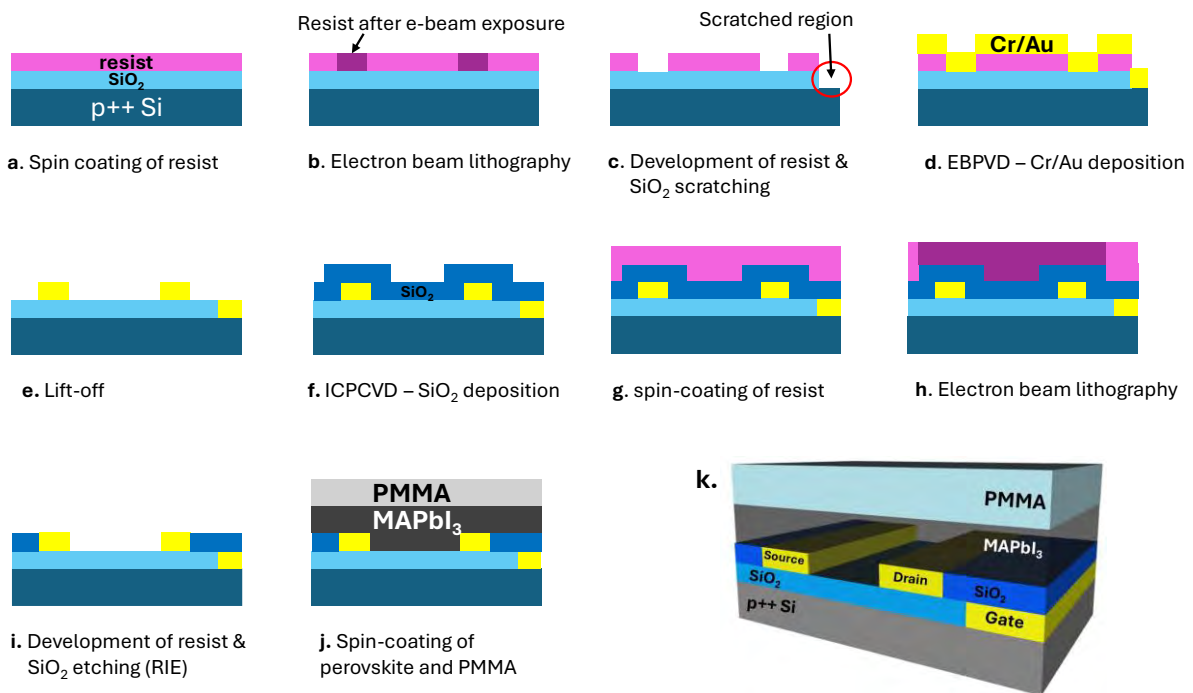 Resist after e-beam exposure
Scratched region
resist
SiO₂
p++ Si
Cr/Au
a. Spin coating of resist
b. Electron beam lithography
c. Development of resist &
SiO₂ scratching
d. EBPVD – Cr/Au deposition
SiO₂
e. Lift-off
f. ICPCVD – SiO₂ deposition
g. spin-coating of resist
h. Electron beam lithography
PMMA
MAPbI₃
i. Development of resist &
SiO₂ etching (RIE)
j. Spin-coating of
perovskite and PMMA
k.
PMMA
MAPbI₃
Source
SiO₂
Drain
SiO₂
p++ Si
Gate